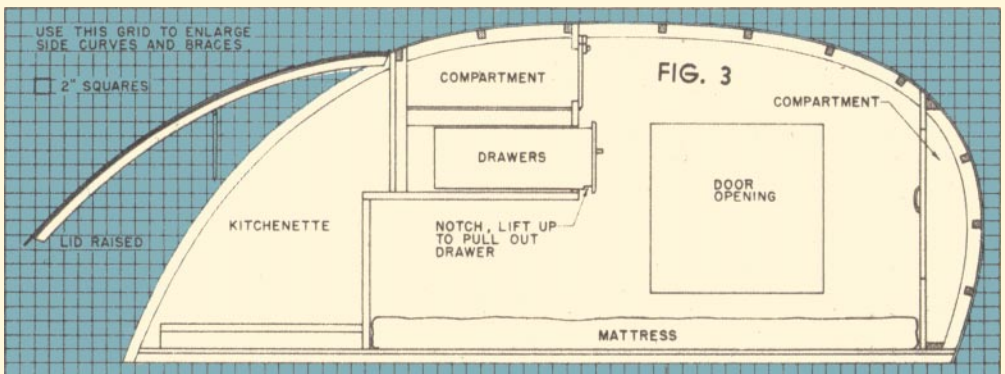 USE THIS GRID TO ENLARGE
SIDE CURVES AND BRACES
2" SQUARES
COMPARTMENT
FIG. 3
COMPARTMENT
DRAWERS
DOOR
OPENING
KITCHENETTE
NOTCH, LIFT UP
TO PULL OUT
DRAWER
LID RAISED
MATTRESS